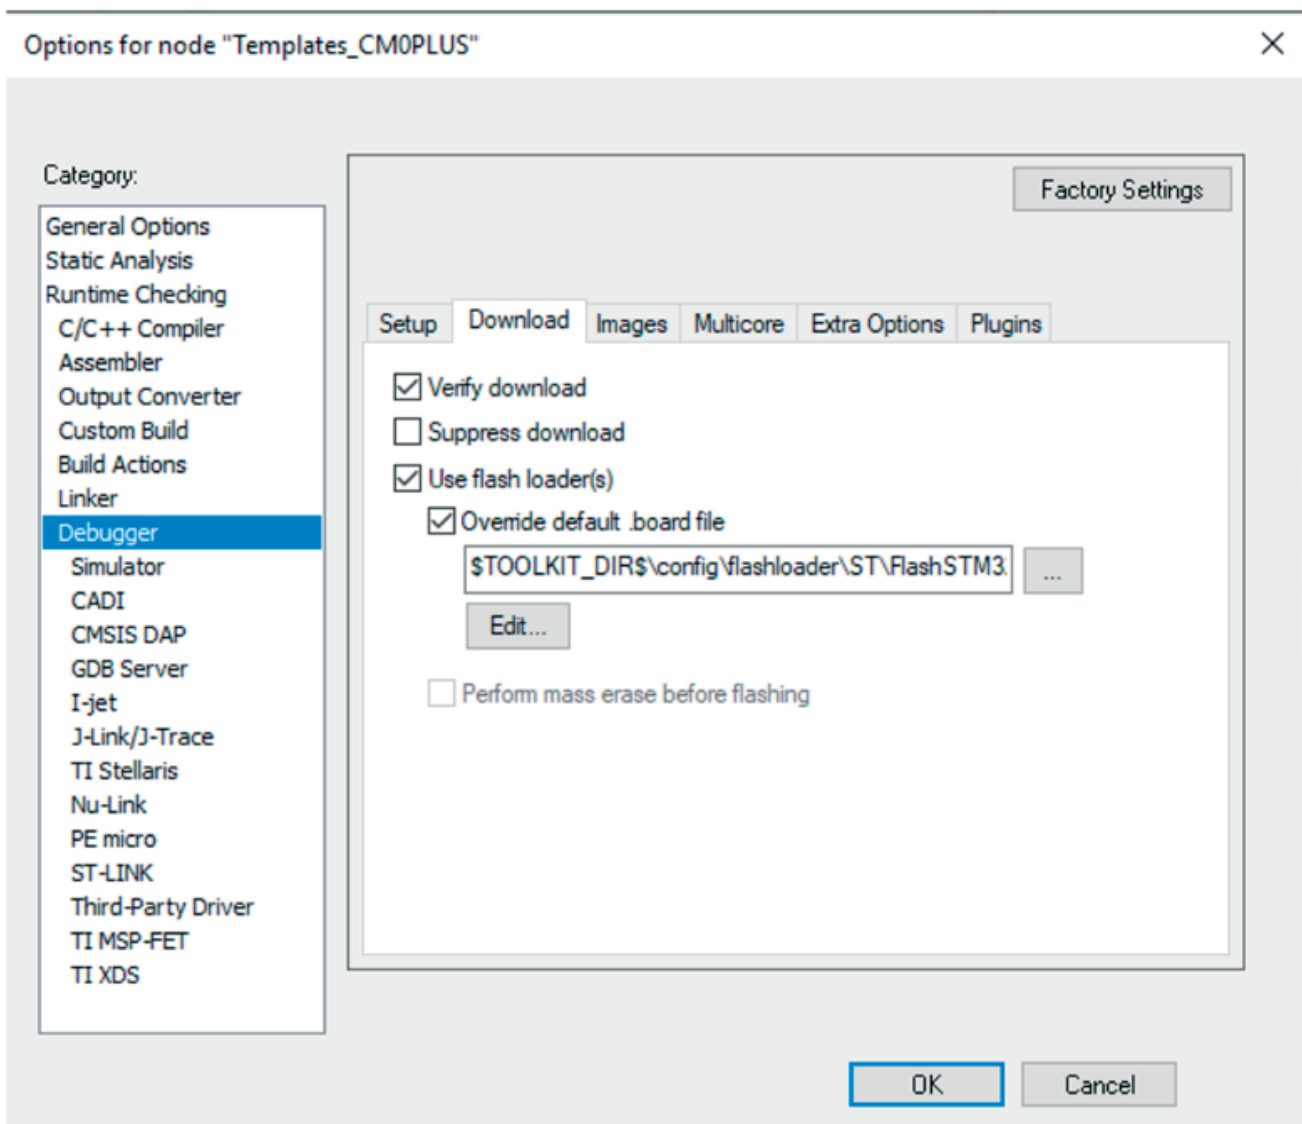 Options for node "Templates_CM0PLUS"
Category:
General Options
Static Analysis
Runtime Checking
C/C++ Compiler
Assembler
Output Converter
Custom Build
Build Actions
Linker
Debugger
Simulator
CADI
CMSIS DAP
GDB Server
I-jet
J-Link/J-Trace
TI Stellaris
Nu-Link
PE micro
ST-LINK
Third-Party Driver
TI MSP-FET
TI XDS
Factory Settings
Setup Download Images Multicore Extra Options Plugins
Verify download
Suppress download
Use flash loader(s)
Override default .board file
$TOOLKIT_DIR$\config\flashloader\ST\FlashSTM3 ...
Edit...
Perform mass erase before flashing
OK Cancel